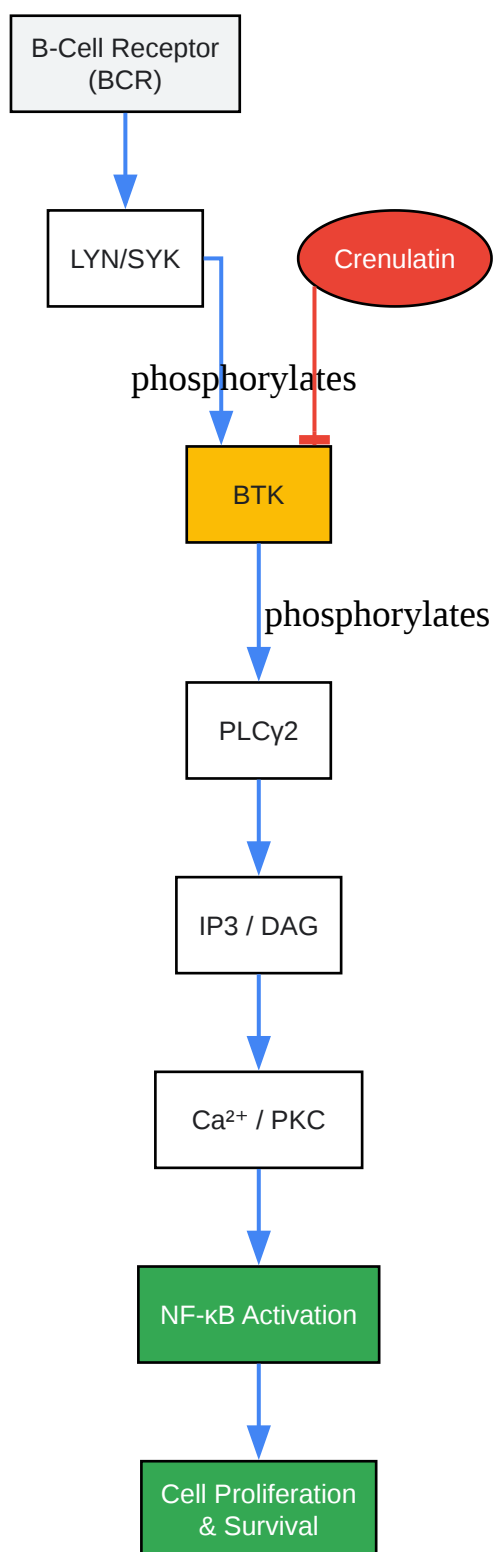 B-Cell Receptor
(BCR)
LYN/SYK
Crenulatin
phosphorylates
BTK
phosphorylates
PLCγ2
IP3 / DAG
Ca²⁺ / PKC
NF-κB Activation
Cell Proliferation
& Survival